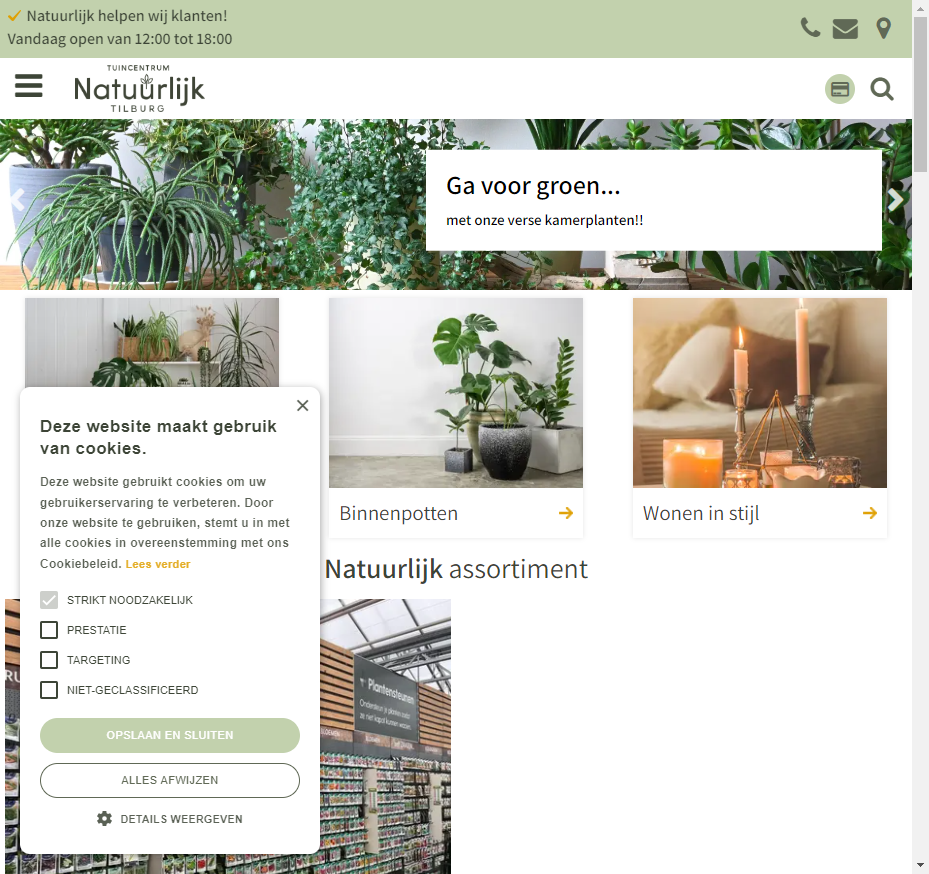 Natuurlijk helpen wij klanten!
Vandaag open van 12:00 tot 18:00
TUINCENTRUM
Natuurlijk
TILBURG
Ga voor groen...
met onze verse kamerplanten!!
Binnenpotten
Wonen in stijl
Natuurlijk assortiment
Plantensteunen
Deze website maakt gebruik
van cookies.
Deze website gebruikt cookies om uw
gebruikerservaring te verbeteren. Door
onze website te gebruiken, stemt u in met
alle cookies in overeenstemming met ons
Cookiebeleid. Lees verder
STRIKT NOODZAKELIJK
PRESTATIE
TARGETING
NIET-GECLASSIFICEERD
OPSLAAN EN SLUITEN
ALLES AFWIJZEN
DETAILS WEERGEVEN